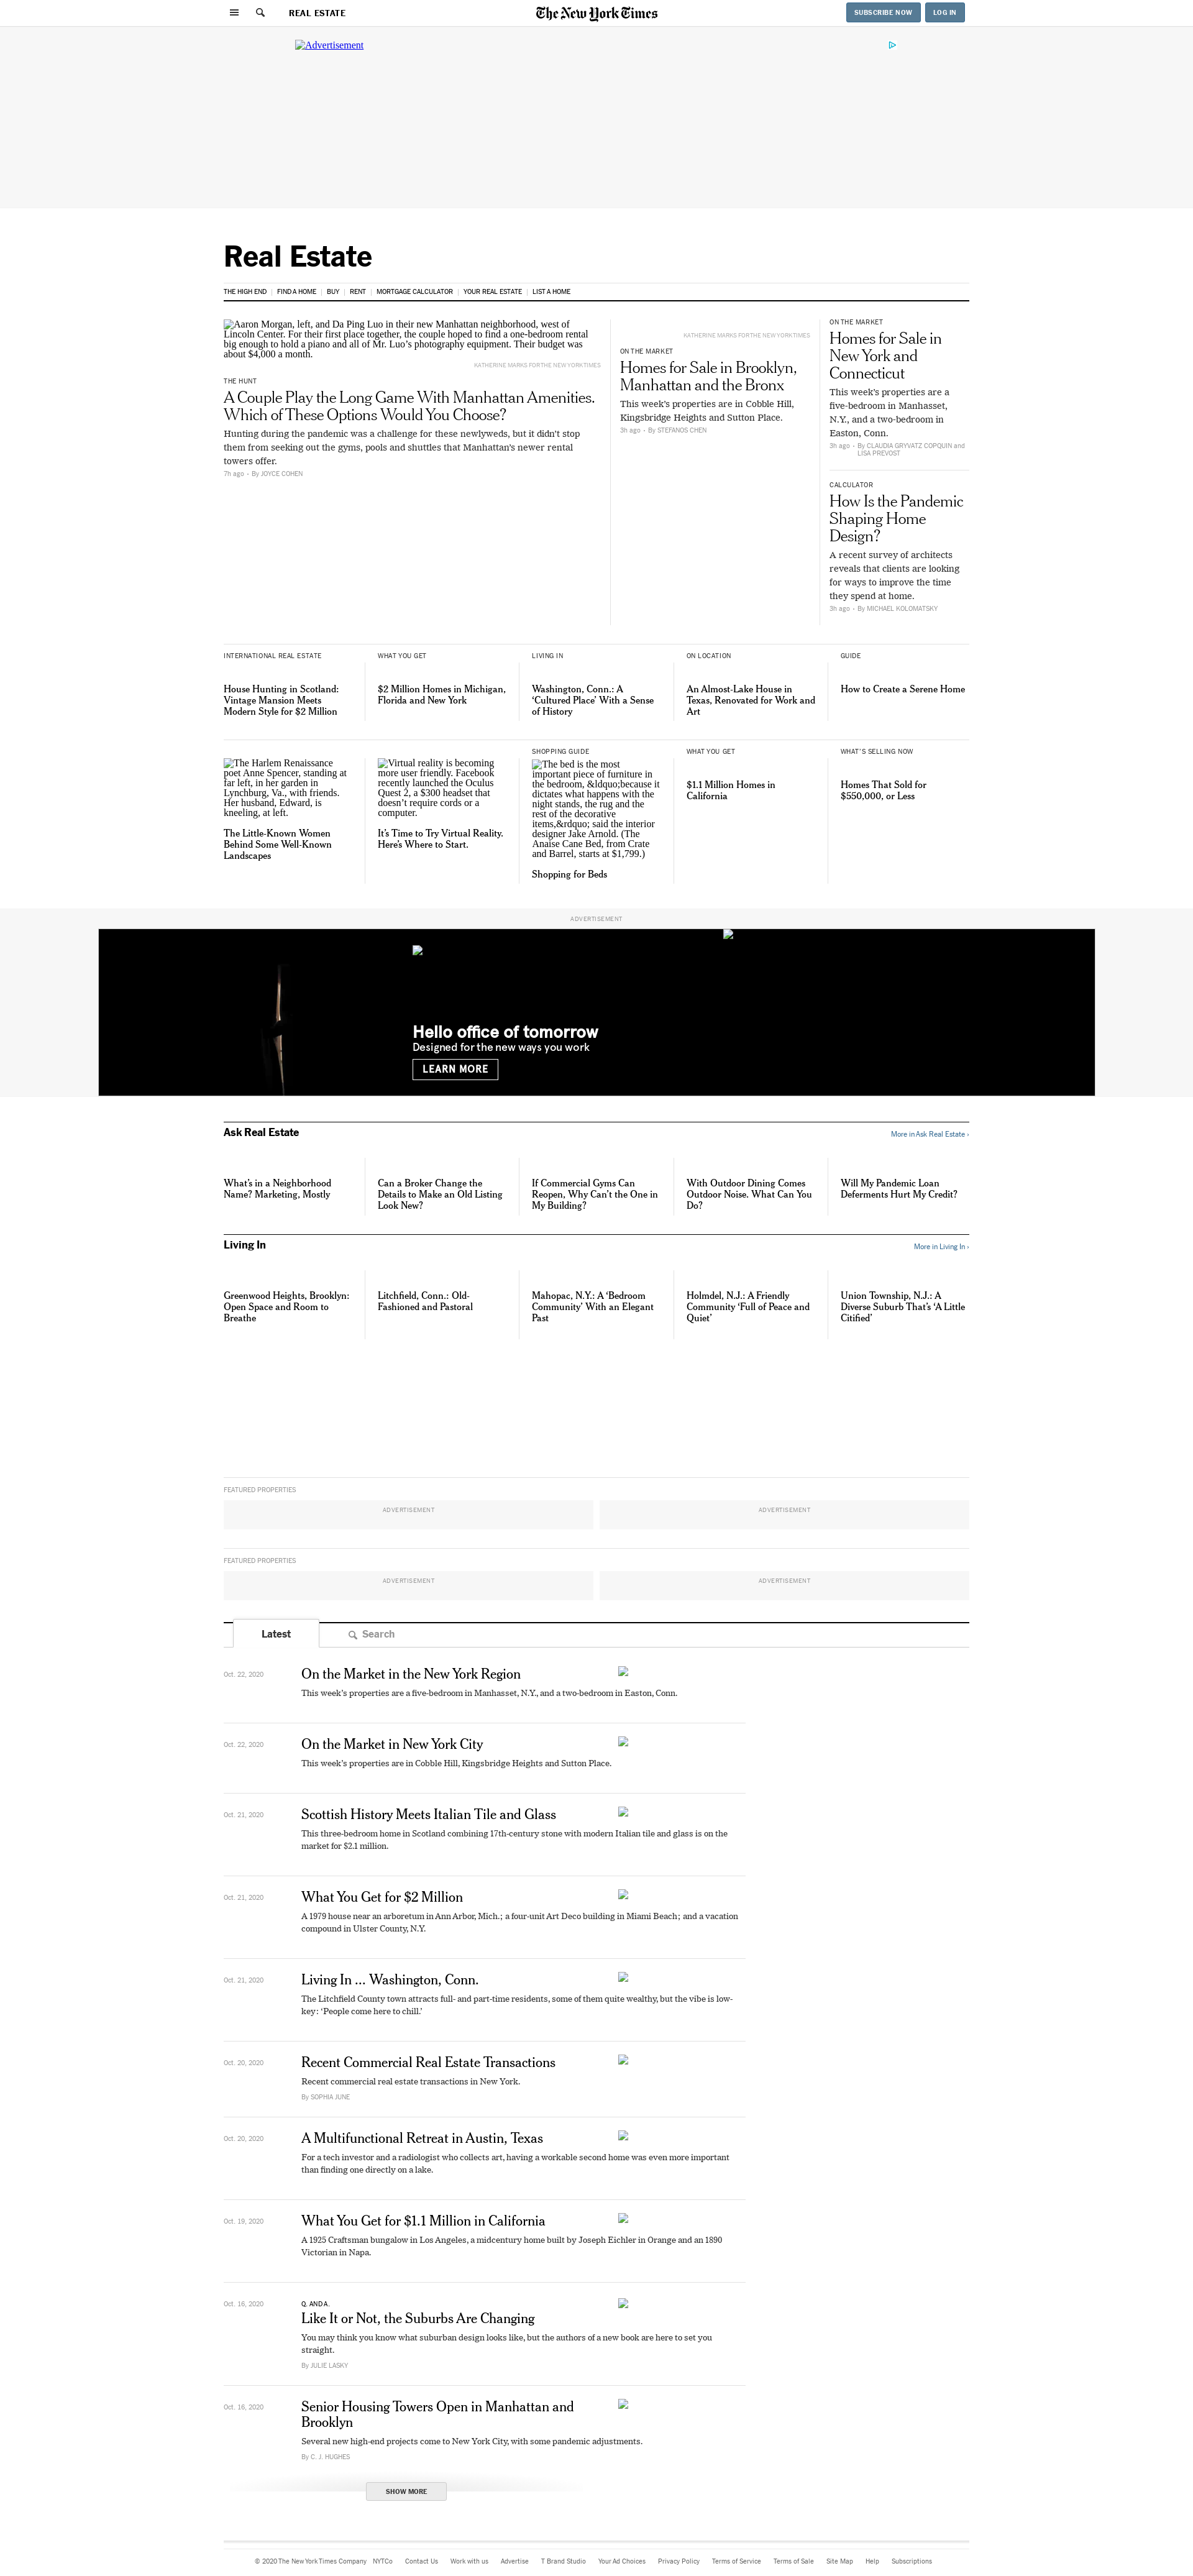 REAL ESTATE
The New York Times
SUBSCRIBE NOW
LOG IN
Advertisement
Real Estate
THE HIGH END
FIND A HOME
BUY
RENT
MORTGAGE CALCULATOR
YOUR REAL ESTATE
LIST A HOME
Aaron Morgan, left, and Da Ping Luo in their new Manhattan neighborhood, west of
Lincoln Center. For their first place together, the couple hoped to find a one-bedroom rental
big enough to hold a piano and all of Mr. Luo's photography equipment. Their budget was
about $4,000 a month.
KATHERINE MARKS FOR THE NEW YORK TIMES
THE HUNT
A Couple Play the Long Game With Manhattan Amenities.
Which of These Options Would You Choose?
Hunting during the pandemic was a challenge for these newlyweds, but it didn't stop
them from seeking out the gyms, pools and shuttles that Manhattan's newer rental
towers offer.
7h ago • By JOYCE COHEN
KATHERINE MARKS FOR THE NEW YORK TIMES
ON THE MARKET
Homes for Sale in Brooklyn,
Manhattan and the Bronx
This week's properties are in Cobble Hill,
Kingsbridge Heights and Sutton Place.
3h ago • By STEFANOS CHEN
ON THE MARKET
Homes for Sale in
New York and
Connecticut
This week's properties are a
five-bedroom in Manhasset,
N.Y., and a two-bedroom in
Easton, Conn.
3h ago • By CLAUDIA GRYVATZ COPQUIN and
LISA PREVOST
CALCULATOR
How Is the Pandemic
Shaping Home
Design?
A recent survey of architects
reveals that clients are looking
for ways to improve the time
they spend at home.
3h ago • By MICHAEL KOLOMATSKY
INTERNATIONAL REAL ESTATE
House Hunting in Scotland:
Vintage Mansion Meets
Modern Style for $2 Million
WHAT YOU GET
$2 Million Homes in Michigan,
Florida and New York
LIVING IN
Washington, Conn.: A
‘Cultured Place’ With a Sense
of History
ON LOCATION
An Almost-Lake House in
Texas, Renovated for Work and
Art
GUIDE
How to Create a Serene Home
The Harlem Renaissance
poet Anne Spencer, standing at
far left, in her garden in
Lynchburg, Va., with friends.
Her husband, Edward, is
kneeling, at left.
The Little-Known Women
Behind Some Well-Known
Landscapes
Virtual reality is becoming
more user friendly. Facebook
recently launched the Oculus
Quest 2, a $300 headset that
doesn’t require cords or a
computer.
It’s Time to Try Virtual Reality.
Here’s Where to Start.
SHOPPING GUIDE
The bed is the most
important piece of furniture in
the bedroom, &ldquo;because it
dictates what happens with the
night stands, the rug and the
rest of the decorative
items,&rdquo; said the interior
designer Jake Arnold. (The
Anaise Cane Bed, from Crate
and Barrel, starts at $1,799.)
Shopping for Beds
WHAT YOU GET
$1.1 Million Homes in
California
WHAT’S SELLING NOW
Homes That Sold for
$550,000, or Less
ADVERTISEMENT
Hello office of tomorrow
Designed for the new ways you work
LEARN MORE
Ask Real Estate
More in Ask Real Estate ›
What’s in a Neighborhood
Name? Marketing, Mostly
Can a Broker Change the
Details to Make an Old Listing
Look New?
If Commercial Gyms Can
Reopen, Why Can’t the One in
My Building?
With Outdoor Dining Comes
Outdoor Noise. What Can You
Do?
Will My Pandemic Loan
Deferments Hurt My Credit?
Living In
More in Living In ›
Greenwood Heights, Brooklyn:
Open Space and Room to
Breathe
Litchfield, Conn.: Old-
Fashioned and Pastoral
Mahopac, N.Y.: A ‘Bedroom
Community’ With an Elegant
Past
Holmdel, N.J.: A Friendly
Community ‘Full of Peace and
Quiet’
Union Township, N.J.: A
Diverse Suburb That’s ‘A Little
Citified’
FEATURED PROPERTIES
ADVERTISEMENT
ADVERTISEMENT
FEATURED PROPERTIES
ADVERTISEMENT
ADVERTISEMENT
Latest
Search
Oct. 22, 2020
On the Market in the New York Region
This week’s properties are a five-bedroom in Manhasset, N.Y., and a two-bedroom in Easton, Conn.
Oct. 22, 2020
On the Market in New York City
This week’s properties are in Cobble Hill, Kingsbridge Heights and Sutton Place.
Oct. 21, 2020
Scottish History Meets Italian Tile and Glass
This three-bedroom home in Scotland combining 17th-century stone with modern Italian tile and glass is on the
market for $2.1 million.
Oct. 21, 2020
What You Get for $2 Million
A 1979 house near an arboretum in Ann Arbor, Mich.; a four-unit Art Deco building in Miami Beach; and a vacation
compound in Ulster County, N.Y.
Oct. 21, 2020
Living In ... Washington, Conn.
The Litchfield County town attracts full- and part-time residents, some of them quite wealthy, but the vibe is low-
key: ‘People come here to chill.’
Oct. 20, 2020
Recent Commercial Real Estate Transactions
Recent commercial real estate transactions in New York.
By SOPHIA JUNE
Oct. 20, 2020
A Multifunctional Retreat in Austin, Texas
For a tech investor and a radiologist who collects art, having a workable second home was even more important
than finding one directly on a lake.
Oct. 19, 2020
What You Get for $1.1 Million in California
A 1925 Craftsman bungalow in Los Angeles, a midcentury home built by Joseph Eichler in Orange and an 1890
Victorian in Napa.
Oct. 16, 2020
Q. AND A.
Like It or Not, the Suburbs Are Changing
You may think you know what suburban design looks like, but the authors of a new book are here to set you
straight.
By JULIE LASKY
Oct. 16, 2020
Senior Housing Towers Open in Manhattan and
Brooklyn
Several new high-end projects come to New York City, with some pandemic adjustments.
By C. J. HUGHES
SHOW MORE
© 2020 The New York Times Company
NYTCo
Contact Us
Work with us
Advertise
T Brand Studio
Your Ad Choices
Privacy Policy
Terms of Service
Terms of Sale
Site Map
Help
Subscriptions